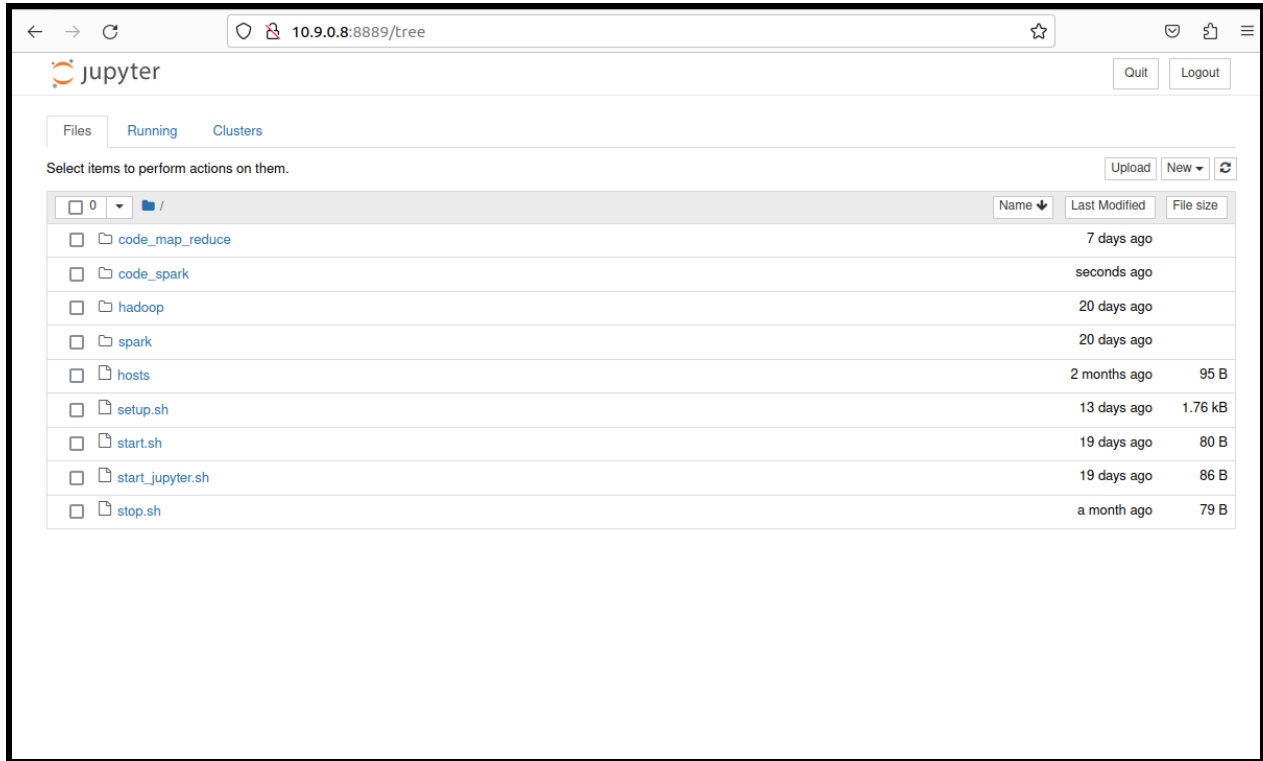 10.9.0.8:8889/tree
jupyter
Quit Logout
Files Running Clusters
Select items to perform actions on them.
Upload New
0 / Name Last Modified File size
code_map_reduce 7 days ago
code_spark seconds ago
hadoop 20 days ago
spark 20 days ago
hosts 2 months ago 95 B
setup.sh 13 days ago 1.76 kB
start.sh 19 days ago 80 B
start_jupyter.sh 19 days ago 86 B
stop.sh a month ago 79 B